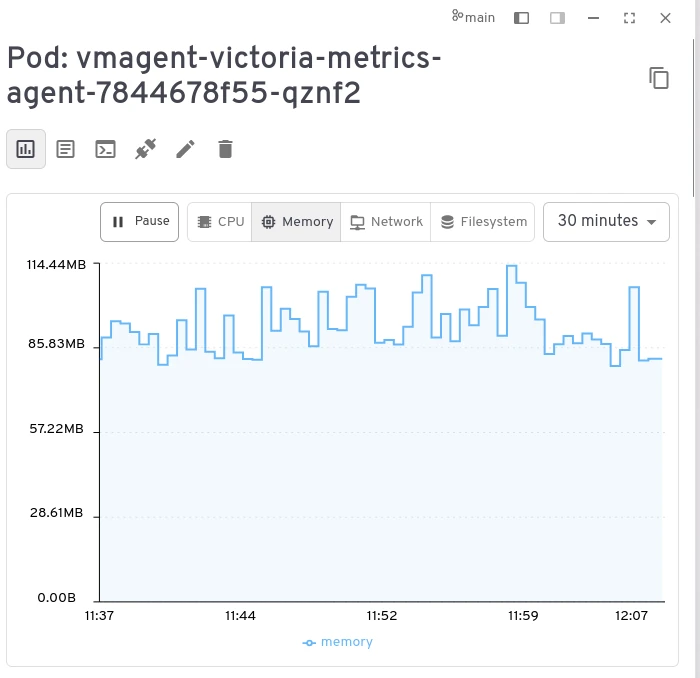 main
Pod: vmagent-victoria-metrics-
agent-7844678f55-qznf2
Pause CPU Memory Network Filesystem 30 minutes
114.44MB
85.83MB
57.22MB
28.61MB
0.00B
11:37 11:44 11:52 11:59 12:07
memory